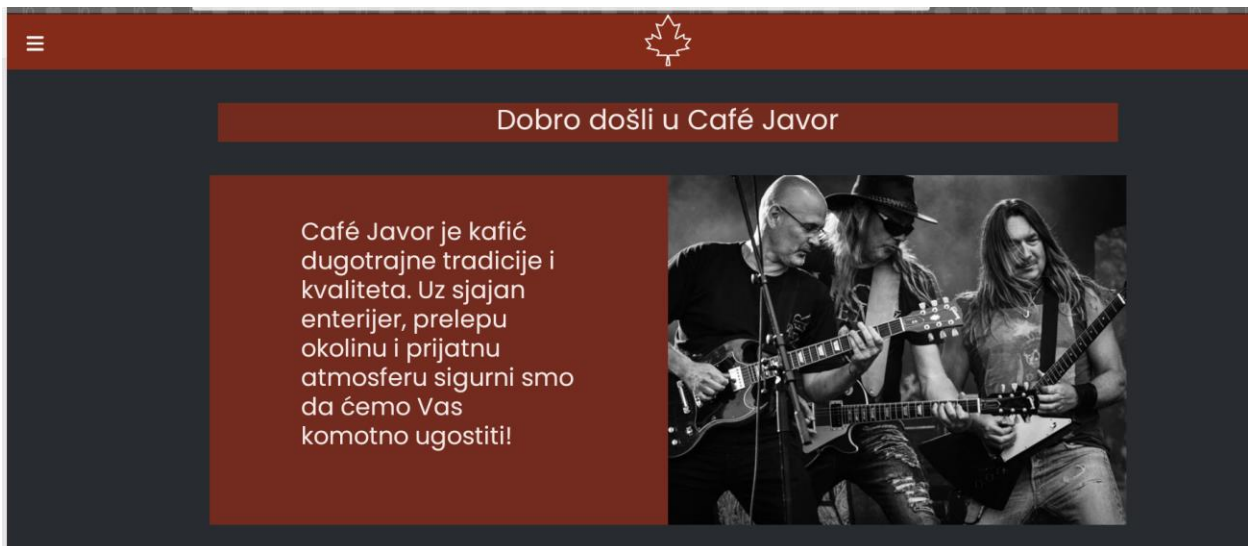 Dobro došli u Café Javor
Café Javor je kafić
dugotrajne tradicije i
kvaliteta. Uz sjajan
enterijer, prelepu
okolinu i prijatnu
atmosferu sigurni smo
da ćemo Vas
komotno ugostiti!